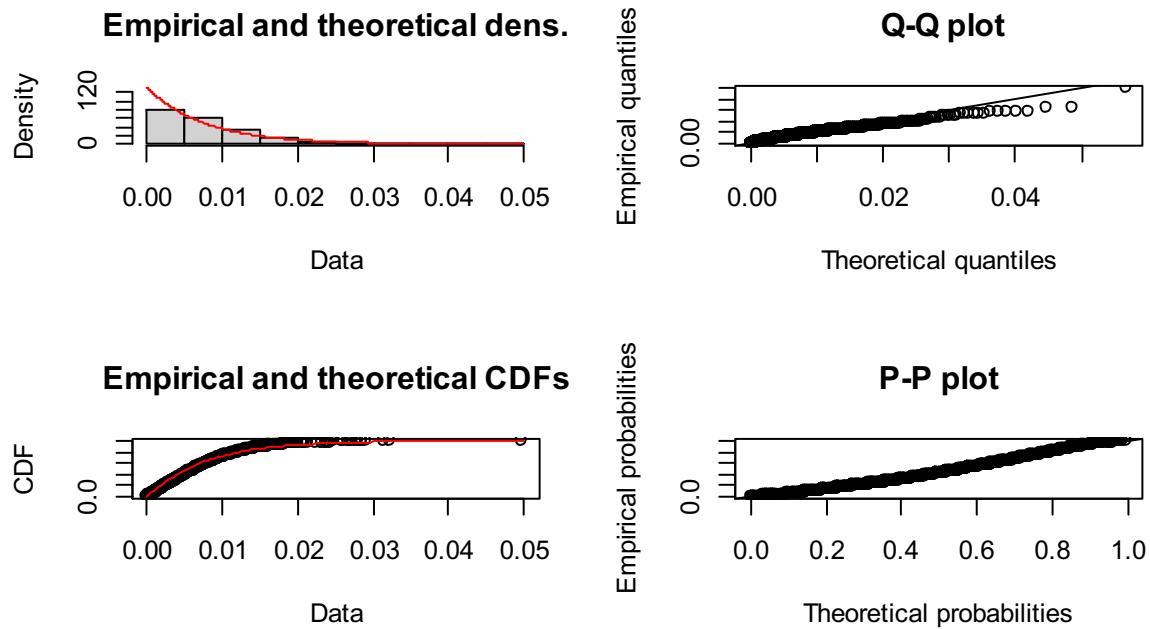 Empirical and theoretical dens.
Density
0 120
0.00 0.01 0.02 0.03 0.04 0.05
Data
Q-Q plot
Empirical quantiles
0.00
0.00 0.02 0.04
Theoretical quantiles
Empirical and theoretical CDFs
CDF
0.0
0.00 0.01 0.02 0.03 0.04 0.05
Data
P-P plot
Empirical probabilities
0.0
0.0 0.2 0.4 0.6 0.8 1.0
Theoretical probabilities